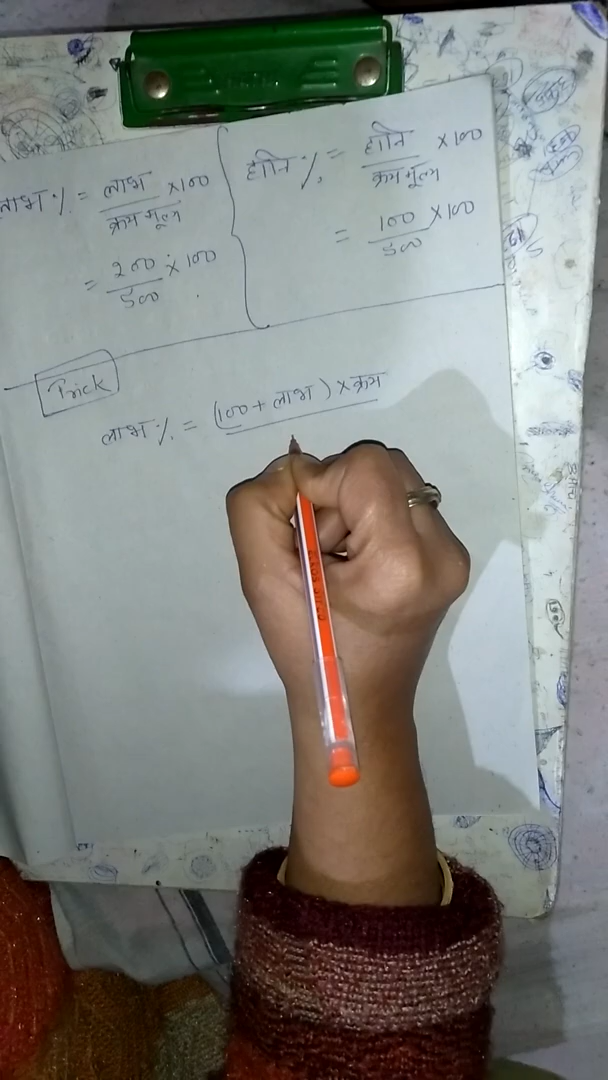 लाभ % = लाभ / क्रय मूल्य ×100
= 200 / 500 × 100
हानि % = हानि / क्रय मूल्य ×100
= 100 / 500 ×100
Trick
लाभ % = (100 + लाभ) × क्रय